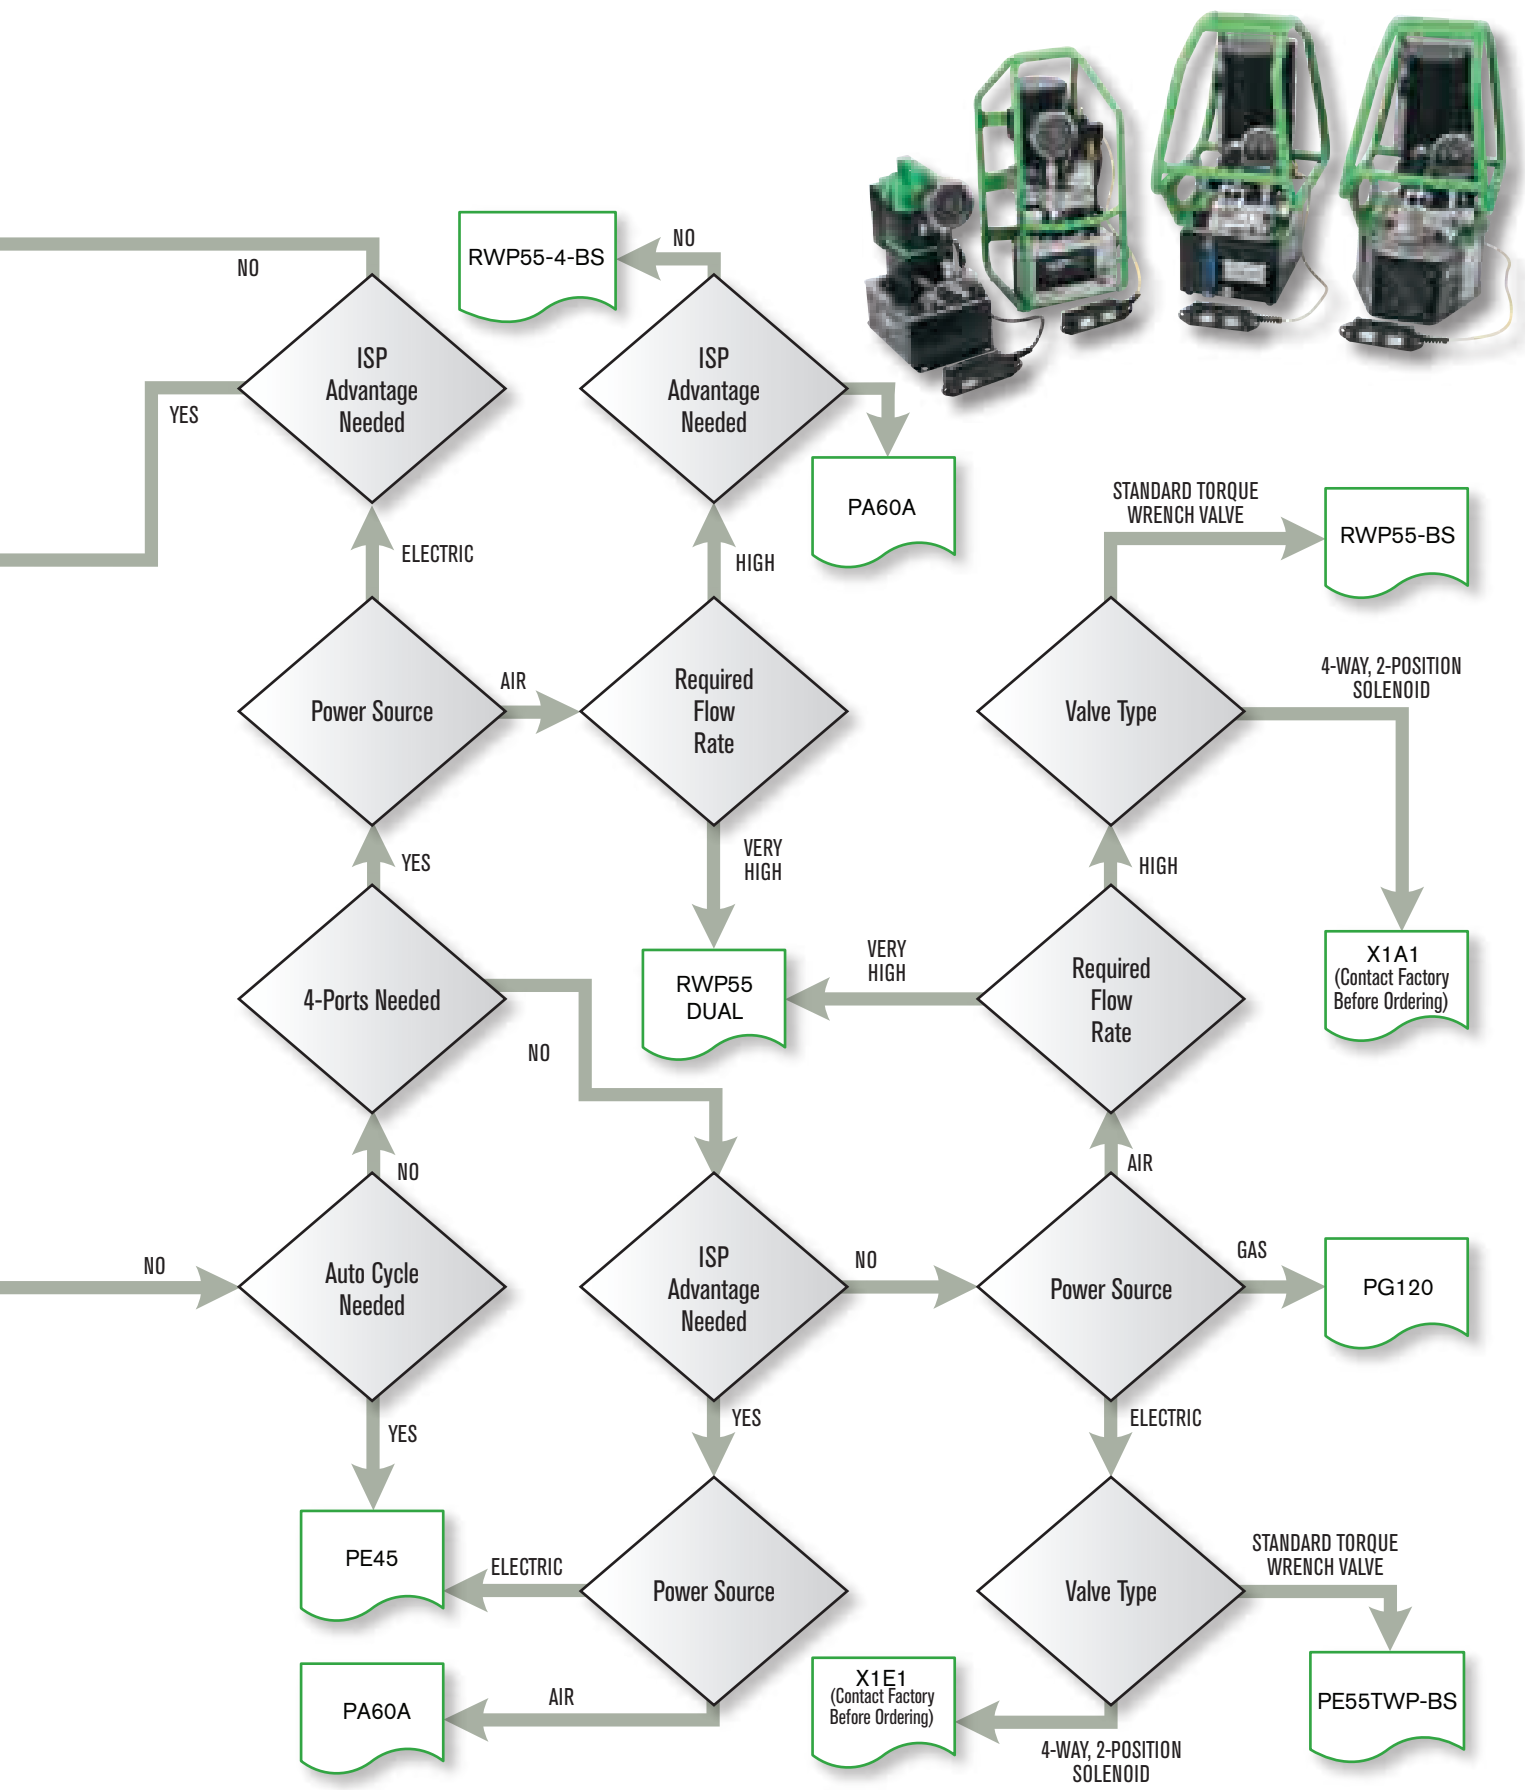 NO
YES
ISP
Advantage
Needed
RWP55-4-BS
NO
ISP
Advantage
Needed
PA60A
ELECTRIC
HIGH
STANDARD TORQUE
WRENCH VALVE
RWP55-BS
Power Source
AIR
Required
Flow
Rate
Valve Type
4-WAY, 2-POSITION
SOLENOID
YES
VERY
HIGH
HIGH
4-Ports Needed
NO
RWP55
DUAL
VERY
HIGH
Required
Flow
Rate
X1A1
(Contact Factory
Before Ordering)
NO
AIR
NO
Auto Cycle
Needed
ISP
Advantage
Needed
NO
Power Source
GAS
PG120
YES
YES
ELECTRIC
PE45
ELECTRIC
Power Source
Valve Type
STANDARD TORQUE
WRENCH VALVE
PA60A
AIR
X1E1
(Contact Factory
Before Ordering)
4-WAY, 2-POSITION
SOLENOID
PE55TWP-BS